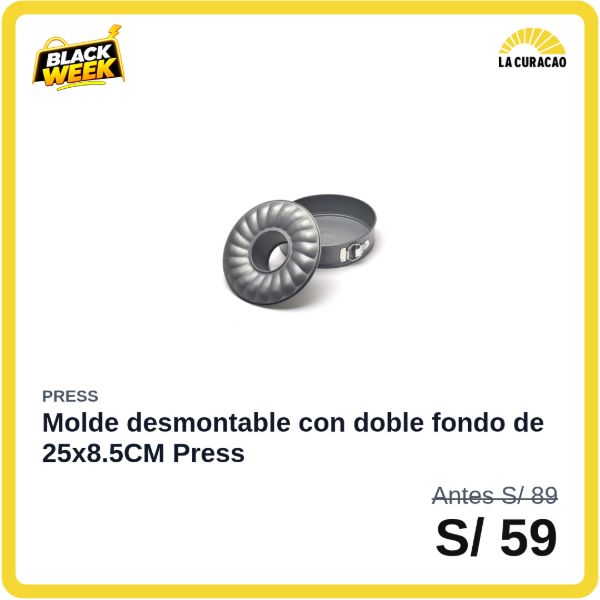 BLACK
WEEK
LA CURACAO
PRESS
Molde desmontable con doble fondo de
25x8.5CM Press
Antes S/ 89
S/ 59